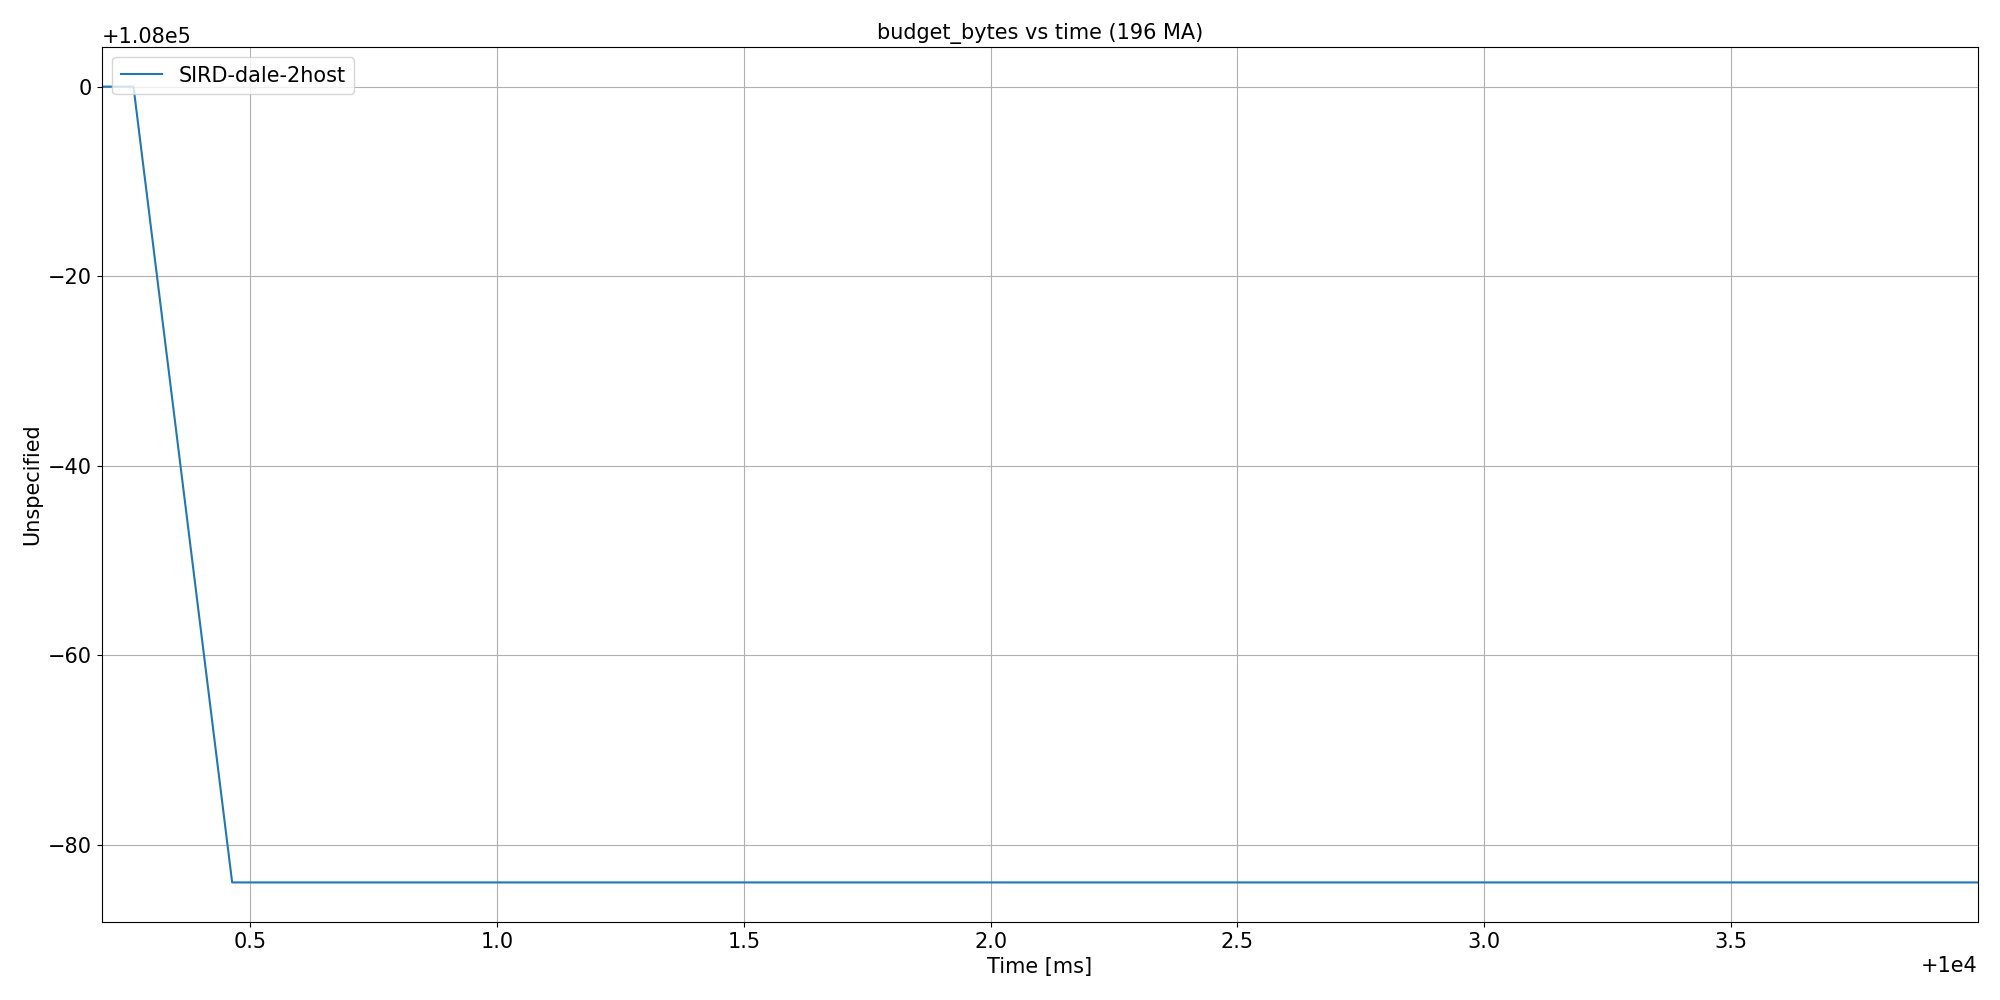 budget_bytes vs time (196 MA)
+1.08e5
SIRD-dale-2host
0
−20
−40
−60
−80
Unspecified
0.5 1.0 1.5 2.0 2.5 3.0 3.5
Time [ms]
+1e4